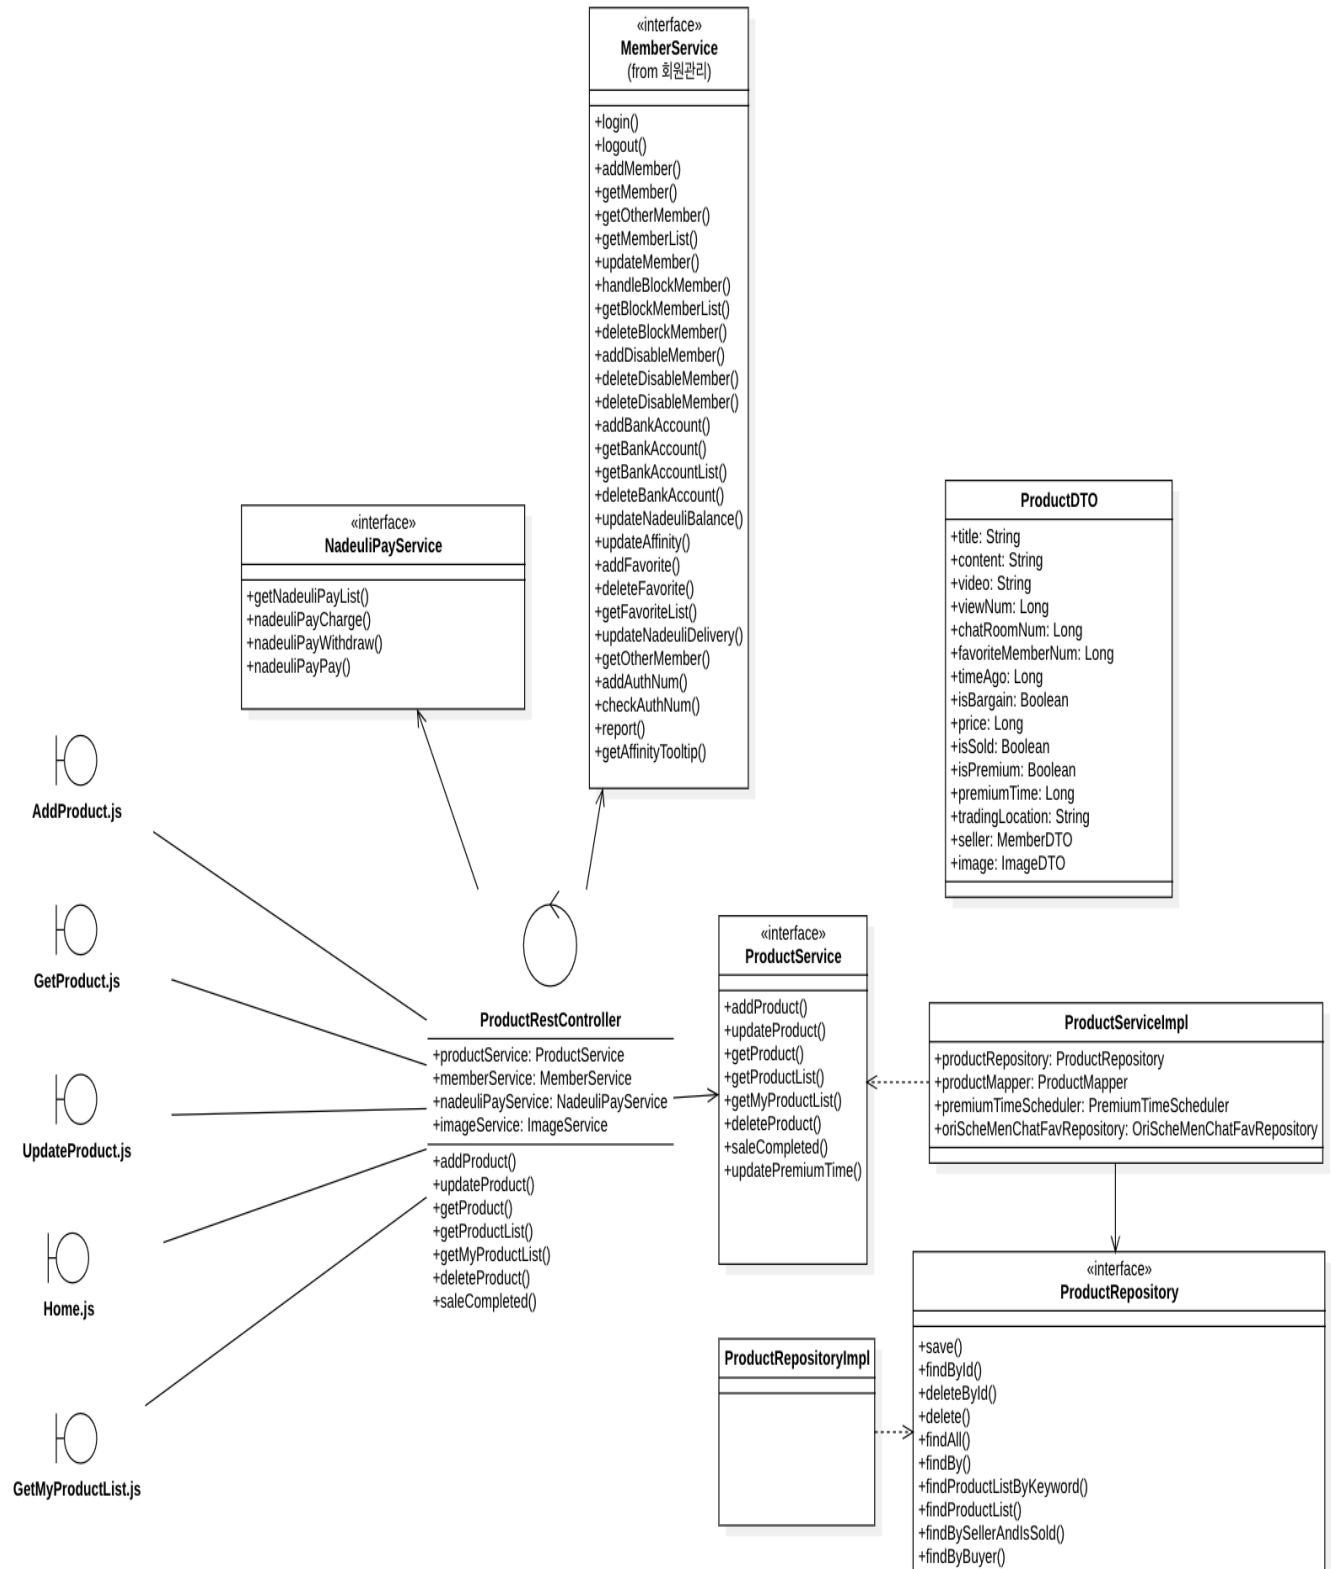 «interface»
MemberService
(from 회원관리)
+login()
+logout()
+addMember()
+getMember()
+getOtherMember()
+getMemberList()
+updateMember()
+handleBlockMember()
+getBlockMemberList()
+deleteBlockMember()
+addDisableMember()
+deleteDisableMember()
+deleteDisableMember()
+addBankAccount()
+getBankAccount()
+getBankAccountList()
+deleteBankAccount()
+updateNadeuliBalance()
+updateAffinity()
+addFavorite()
+deleteFavorite()
+getFavoriteList()
+updateNadeuliDelivery()
+getOtherMember()
+addAuthNum()
+checkAuthNum()
+report()
+getAffinityTooltip()
«interface»
NadeuliPayService
+getNadeuliPayList()
+nadeuliPayCharge()
+nadeuliPayWithdraw()
+nadeuliPayPay()
ProductDTO
+title: String
+content: String
+video: String
+viewNum: Long
+chatRoomNum: Long
+favoriteMemberNum: Long
+timeAgo: Long
+isBargain: Boolean
+price: Long
+isSold: Boolean
+isPremium: Boolean
+premiumTime: Long
+tradingLocation: String
+seller: MemberDTO
+image: ImageDTO
AddProduct.js
GetProduct.js
UpdateProduct.js
Home.js
GetMyProductList.js
ProductRestController
+productService: ProductService
+memberService: MemberService
+nadeuliPayService: NadeuliPayService
+imageService: ImageService
+addProduct()
+updateProduct()
+getProduct()
+getProductList()
+getMyProductList()
+deleteProduct()
+saleCompleted()
«interface»
ProductService
+addProduct()
+updateProduct()
+getProduct()
+getProductList()
+getMyProductList()
+deleteProduct()
+saleCompleted()
+updatePremiumTime()
ProductServiceImpl
+productRepository: ProductRepository
+productMapper: ProductMapper
+premiumTimeScheduler: PremiumTimeScheduler
+oriScheMenChatFavRepository: OriScheMenChatFavRepository
ProductRepositoryImpl
«interface»
ProductRepository
+save()
+findById()
+deleteById()
+delete()
+findAll()
+findBy()
+findProductListByKeyword()
+findProductList()
+findBySellerAndIsSold()
+findByBuyer()